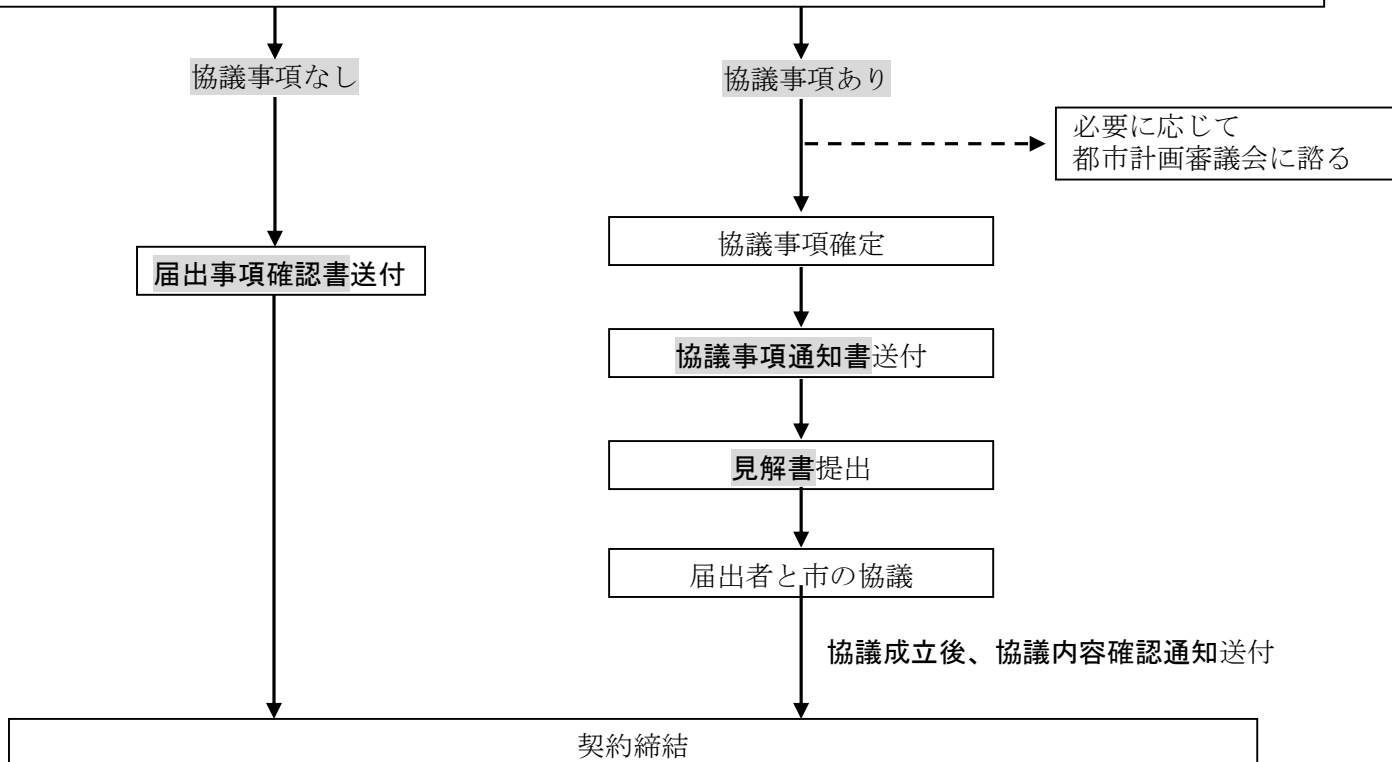 協議事項なし
協議事項あり
必要に応じて
都市計画審議会に諮る
協議事項確定
届出事項確認書送付
協議事項通知書送付
見解書提出
届出者と市の協議
協議成立後、協議内容確認通知送付
契約締結